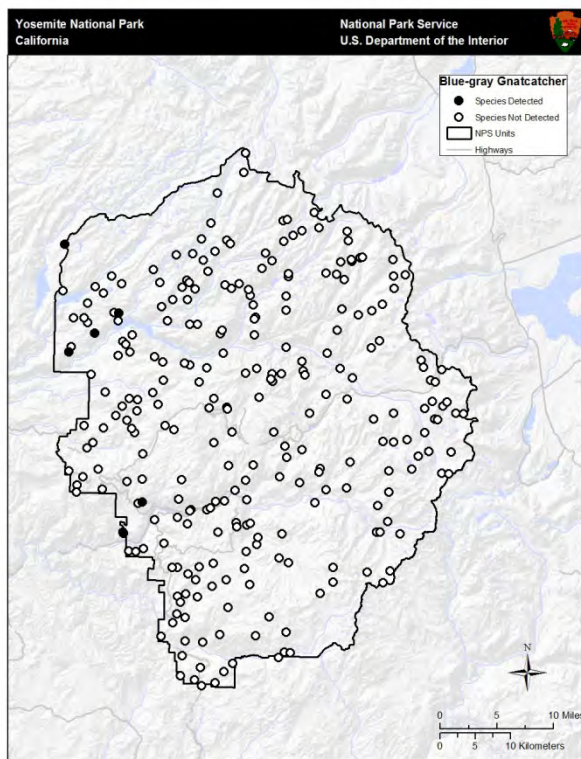 Yosemite National Park
California
National Park Service
U.S. Department of the Interior
Blue-gray Gnatcatcher
Species Detected
Species Not Detected
NPS Units
Highways
N
0 5 10 Miles
0 5 10 Kilometers